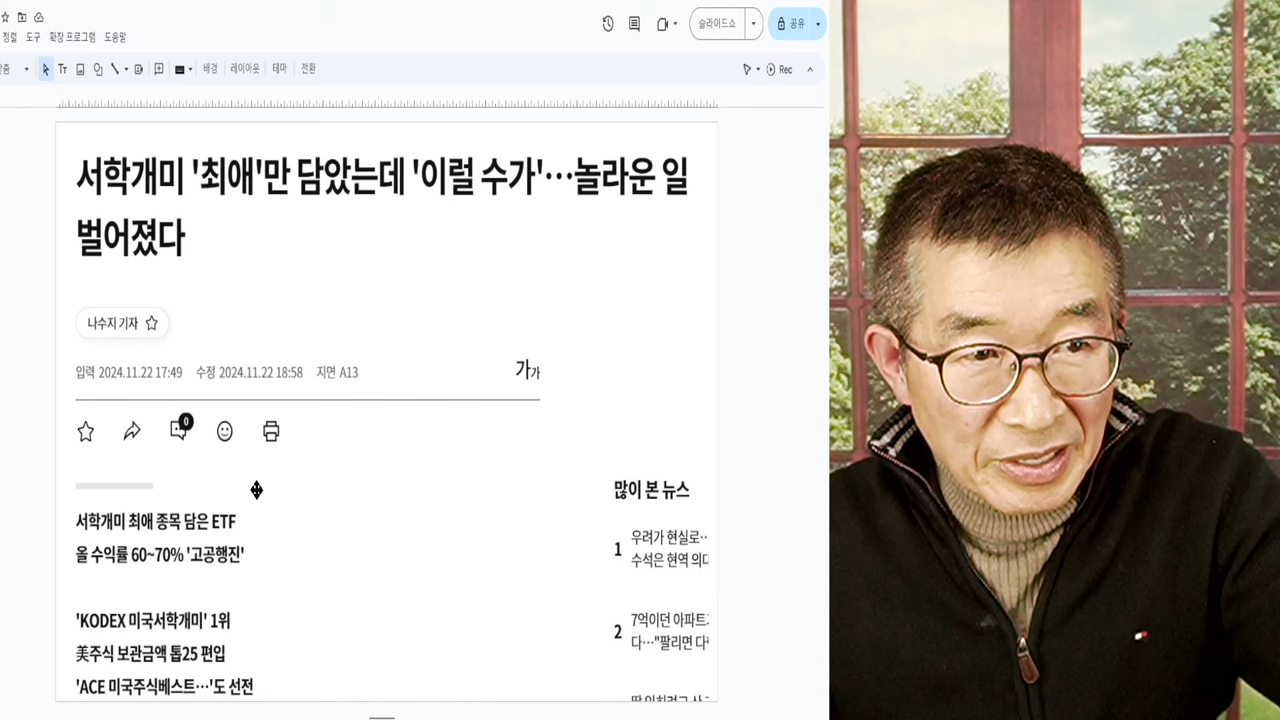 정렬 도구 확장 프로그램 도움말
슬라이드쇼
공유
Tт
배경 레이아웃 테마 전환
Rec
서학개미 '최애'만 담았는데 '이럴 수가'…놀라운 일
벌어졌다
나수지 기자
입력 2024.11.22 17:49 수정 2024.11.22 18:58 지면 A13
가가
0
서학개미 최애 종목 담은 ETF
올 수익률 60~70% '고공행진'
'KODEX 미국서학개미' 1위
美주식 보관금액 톱25 편입
'ACE 미국주식베스트…'도 선전
많이 본 뉴스
1 우려가 현실로…
수석은 현역 의대
2 7억이던 아파트
다…"팔리면 다